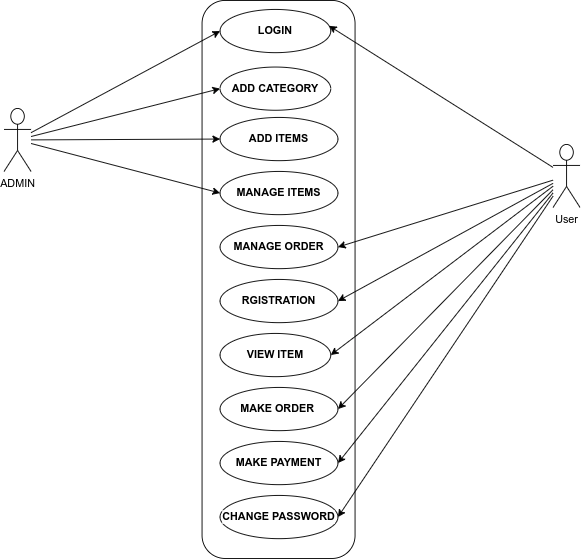 LOGIN
ADD CATEGORY
ADD ITEMS
ADMIN
MANAGE ITEMS
User
MANAGE ORDER
RGISTRATION
VIEW ITEM
MAKE ORDER
MAKE PAYMENT
CHANGE PASSWORD